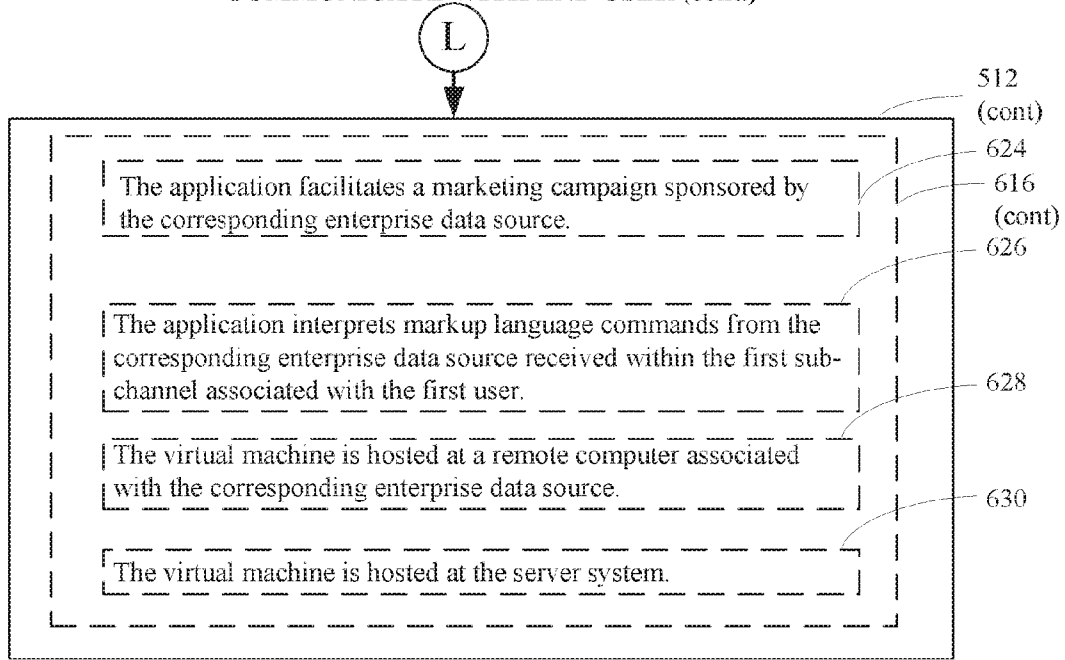 (cont.)
L
512
(cont)
624
616
(cont)
626
The application facilitates a marketing campaign sponsored by
the corresponding enterprise data source.
The application interprets markup language commands from the
corresponding enterprise data source received within the first sub-
channel associated with the first user.
628
The virtual machine is hosted at a remote computer associated
with the corresponding enterprise data source.
630
The virtual machine is hosted at the server system.